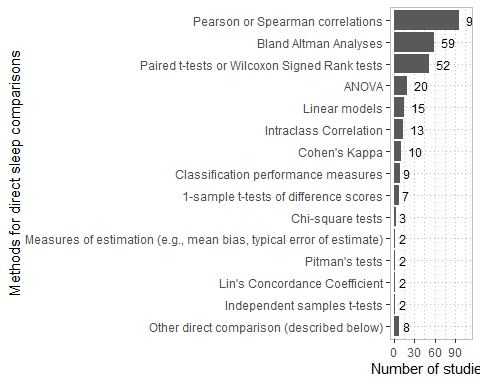 Methods for direct sleep comparisons
Pearson or Spearman correlations 9
Bland Altman Analyses 59
Paired t-tests or Wilcoxon Signed Rank tests 52
ANOVA 20
Linear models 15
Intraclass Correlation 13
Cohen's Kappa 10
Classification performance measures 9
1-sample t-tests of difference scores 7
Chi-square tests 3
Measures of estimation (e.g., mean bias, typical error of estimate) 2
Pitman's tests 2
Lin's Concordance Coefficient 2
Independent samples t-tests 2
Other direct comparison (described below) 8
0 30 60 90
Number of studie